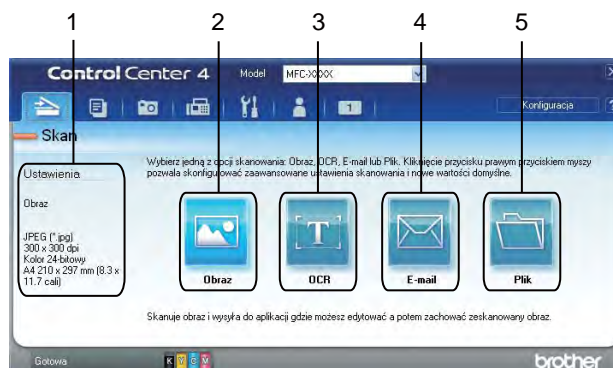 1 2 3 4 5
Control Center 4 Model MFC-XXXX
1 Konfiguracja
Skan
Wybierz jedną z opcji skanowania: Obraz, OCR, E-mail lub Plik. Kliknięcie przycisku prawym przyciskiem myszy
pozwala skonfigurować zaawansowane ustawienia skanowania i nowe wartości domyślne.
Ustawienia
Obraz
JPEG (*.jpg)
300 x 300 dpi
Kolor 24-bitowy
A4 210 x 297 mm (8.3 x
11.7 cali)
T
Obraz OCR E-mail Plik
Skanuje obraz i wysyła do aplikacji gdzie możesz edytować a potem zachować zeskanowany obraz.
Gotowa K Y C M brother